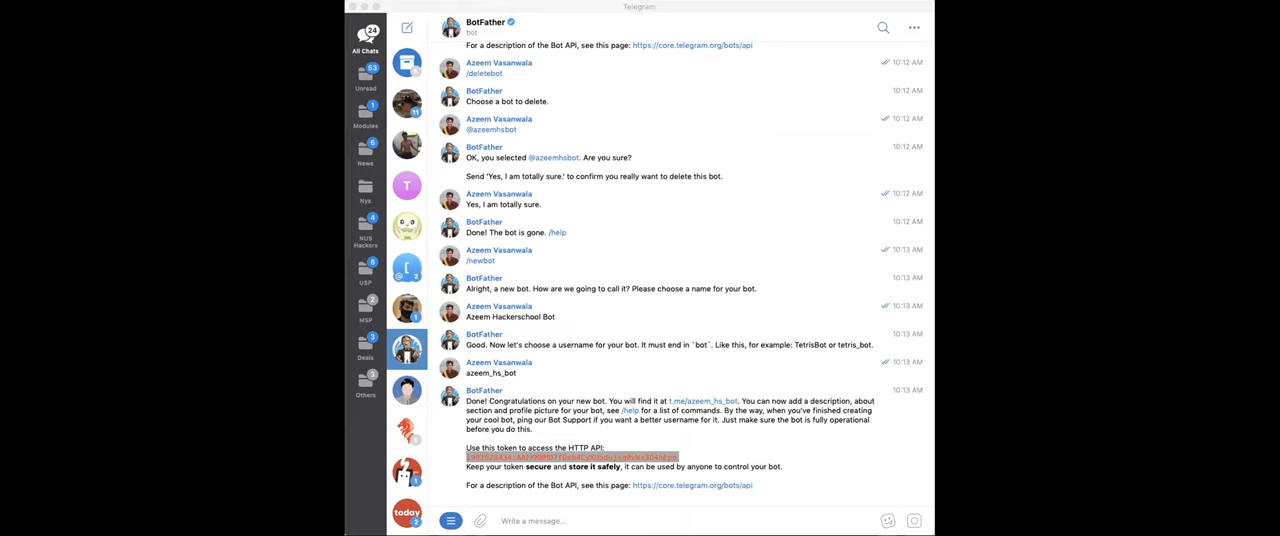 Telegram
24
All Chats
53
Unread
1
Modules
6
News
Nys
4
NUS
Hackers
8
USP
2
MSP
3
Deals
3
Others
11
T
[
@ 2
1
1
today
2
BotFather
bot
For a description of the Bot API, see this page: https://core.telegram.org/bots/api
Azeem Vasanwala 10:12 AM
/deletebot
BotFather 10:12 AM
Choose a bot to delete.
Azeem Vasanwala 10:12 AM
@azeemhsbot
BotFather 10:12 AM
OK, you selected @azeemhsbot. Are you sure?
Send 'Yes, I am totally sure.' to confirm you really want to delete this bot.
Azeem Vasanwala 10:12 AM
Yes, I am totally sure.
BotFather 10:12 AM
Done! The bot is gone. /help
Azeem Vasanwala 10:13 AM
/newbot
BotFather 10:13 AM
Alright, a new bot. How are we going to call it? Please choose a name for your bot.
Azeem Vasanwala 10:13 AM
Azeem Hackerschool Bot
BotFather 10:13 AM
Good. Now let's choose a username for your bot. It must end in `bot`. Like this, for example: TetrisBot or tetris_bot.
Azeem Vasanwala 10:13 AM
azeem_hs_bot
BotFather 10:13 AM
Done! Congratulations on your new bot. You will find it at t.me/azeem_hs_bot. You can now add a description, about
section and profile picture for your bot, see /help for a list of commands. By the way, when you've finished creating
your cool bot, ping our Bot Support if you want a better username for it. Just make sure the bot is fully operational
before you do this.
Use this token to access the HTTP API:
Keep your token secure and store it safely, it can be used by anyone to control your bot.
For a description of the Bot API, see this page: https://core.telegram.org/bots/api
Write a message...